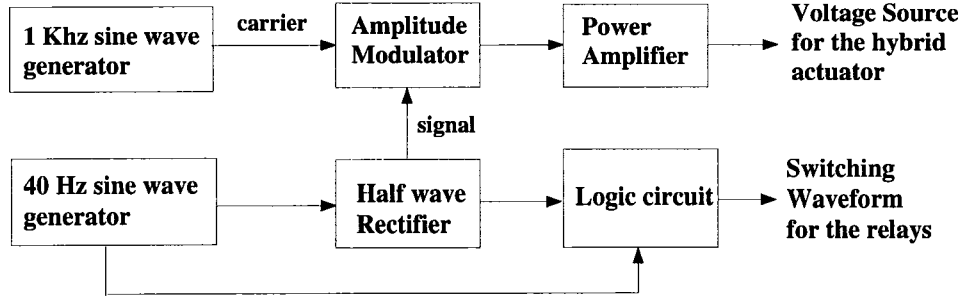 1 Khz sine wave
generator
carrier
Amplitude
Modulator
Power
Amplifier
Voltage Source
for the hybrid
actuator
signal
40 Hz sine wave
generator
Half wave
Rectifier
Logic circuit
Switching
Waveform
for the relays